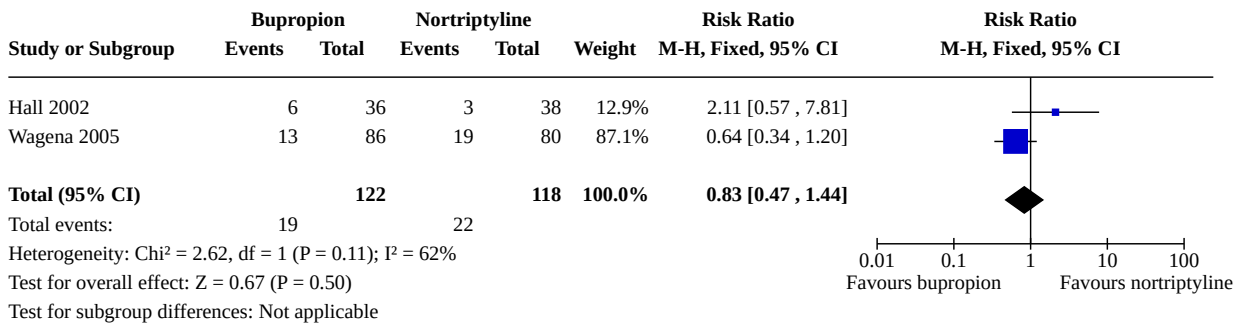 Bupropion Nortriptyline Risk Ratio Risk Ratio
Study or Subgroup Events Total Events Total Weight M-H, Fixed, 95% CI M-H, Fixed, 95% CI
Hall 2002 6 36 3 38 12.9% 2.11 [0.57 , 7.81]
Wagena 2005 13 86 19 80 87.1% 0.64 [0.34 , 1.20]
Total (95% CI) 122 118 100.0% 0.83 [0.47 , 1.44]
Total events: 19 22
Heterogeneity: Chi² = 2.62, df = 1 (P = 0.11); I² = 62%
0.01 0.1 1 10 100
Test for overall effect: Z = 0.67 (P = 0.50)
Favours bupropion Favours nortriptyline
Test for subgroup differences: Not applicable